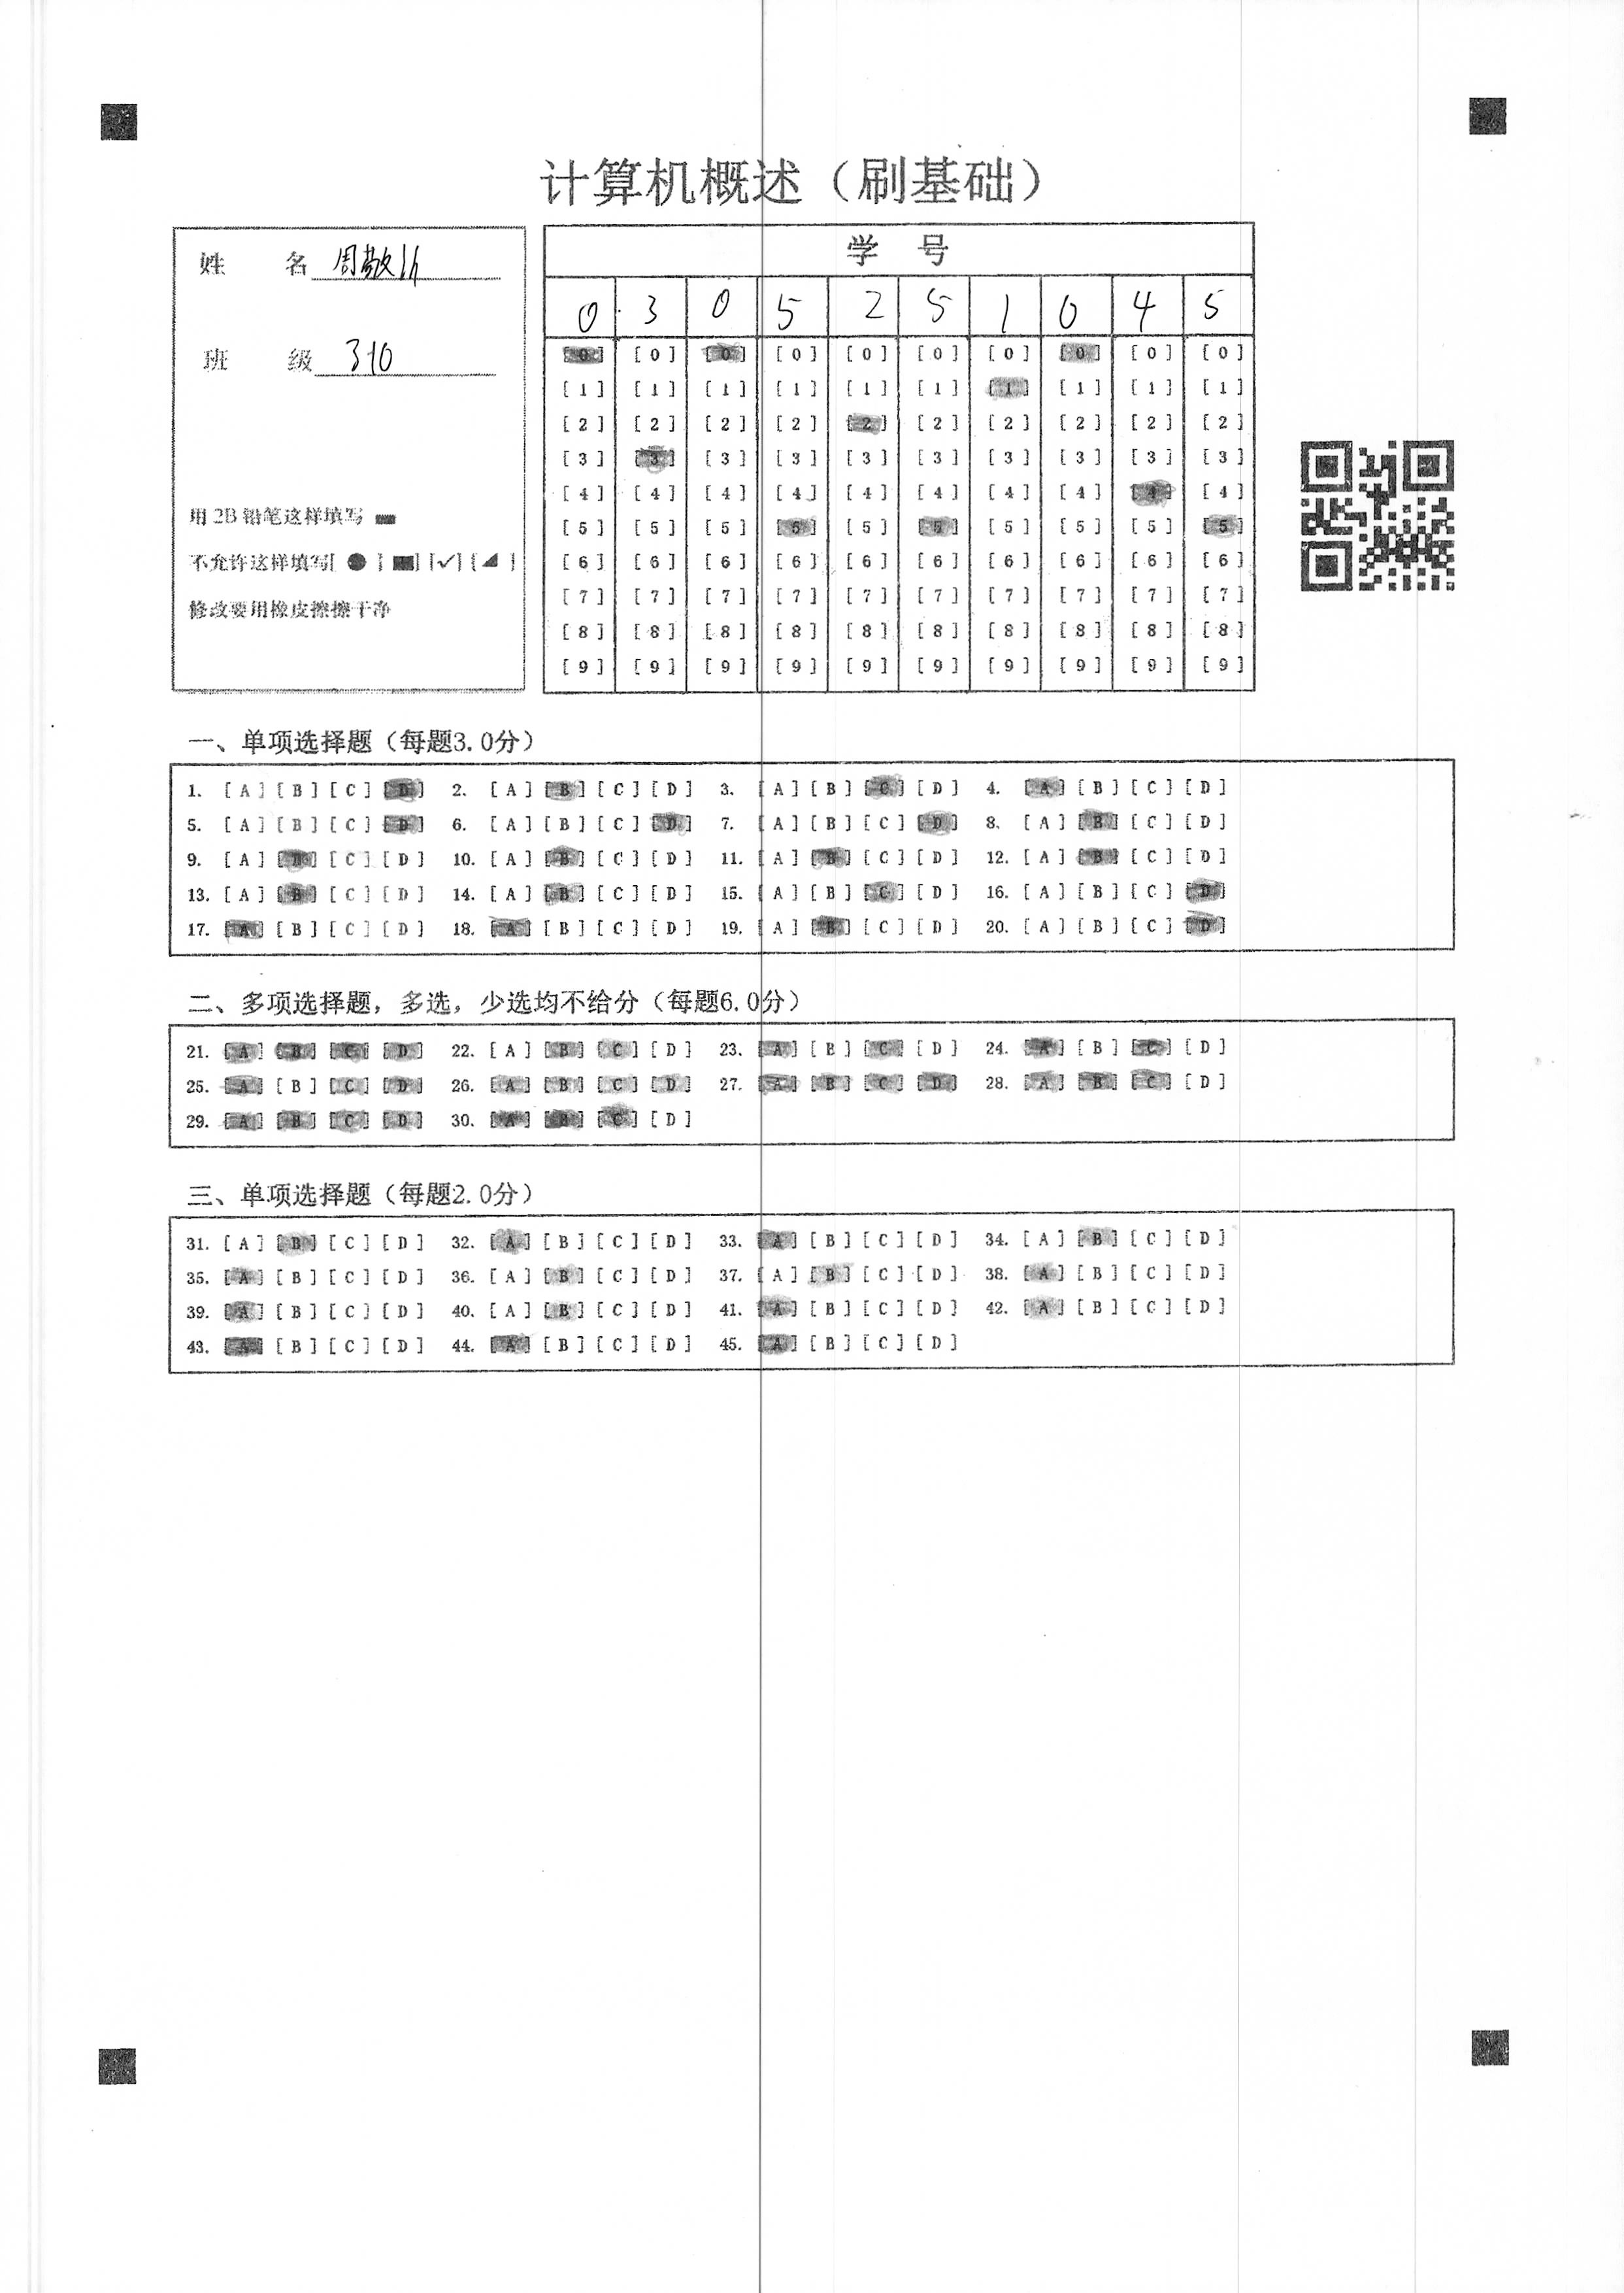 计算机概述（刷基础）
姓 名 周敬
班 级 310
用 2B 铅笔这样填写
不允许这样填写[ ● ] [■] [✓] [◢ ]
修改要用橡皮擦擦干净
学 号
0 3 0 5 2 5 1 0 4 5
[0] [0] [0] [0] [0] [0] [0] [0] [0] [0]
[1] [1] [1] [1] [1] [1] [1] [1] [1] [1]
[2] [2] [2] [2] [2] [2] [2] [2] [2] [2]
[3] [3] [3] [3] [3] [3] [3] [3] [3] [3]
[4] [4] [4] [4] [4] [4] [4] [4] [4] [4]
[5] [5] [5] [5] [5] [5] [5] [5] [5] [5]
[6] [6] [6] [6] [6] [6] [6] [6] [6] [6]
[7] [7] [7] [7] [7] [7] [7] [7] [7] [7]
[8] [8] [8] [8] [8] [8] [8] [8] [8] [8]
[9] [9] [9] [9] [9] [9] [9] [9] [9] [9]
一、单项选择题（每题3.0分）
1. [A] [B] [C] [D] 2. [A] [B] [C] [D] 3. [A] [B] [C] [D] 4. [A] [B] [C] [D]
5. [A] [B] [C] [D] 6. [A] [B] [C] [D] 7. [A] [B] [C] [D] 8. [A] [B] [C] [D]
9. [A] [B] [C] [D] 10. [A] [B] [C] [D] 11. [A] [B] [C] [D] 12. [A] [B] [C] [D]
13. [A] [B] [C] [D] 14. [A] [B] [C] [D] 15. [A] [B] [C] [D] 16. [A] [B] [C] [D]
17. [A] [B] [C] [D] 18. [A] [B] [C] [D] 19. [A] [B] [C] [D] 20. [A] [B] [C] [D]
二、多项选择题，多选，少选均不给分（每题6.0分）
21. [A] [B] [C] [D] 22. [A] [B] [C] [D] 23. [A] [B] [C] [D] 24. [A] [B] [C] [D]
25. [A] [B] [C] [D] 26. [A] [B] [C] [D] 27. [A] [B] [C] [D] 28. [A] [B] [C] [D]
29. [A] [B] [C] [D] 30. [A] [B] [C] [D]
三、单项选择题（每题2.0分）
31. [A] [B] [C] [D] 32. [A] [B] [C] [D] 33. [A] [B] [C] [D] 34. [A] [B] [C] [D]
35. [A] [B] [C] [D] 36. [A] [B] [C] [D] 37. [A] [B] [C] [D] 38. [A] [B] [C] [D]
39. [A] [B] [C] [D] 40. [A] [B] [C] [D] 41. [A] [B] [C] [D] 42. [A] [B] [C] [D]
43. [A] [B] [C] [D] 44. [A] [B] [C] [D] 45. [A] [B] [C] [D]